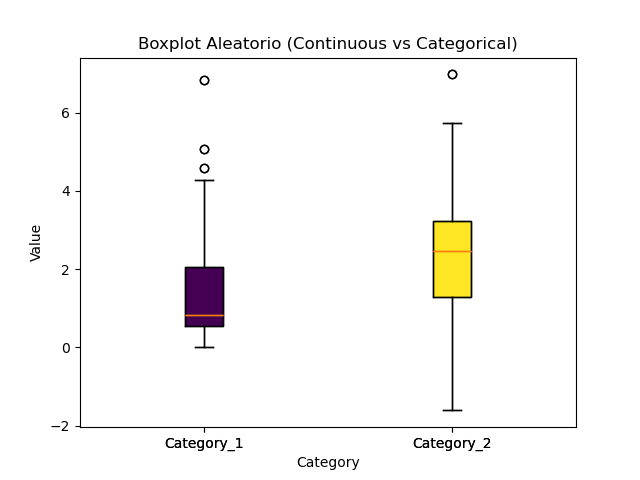 Boxplot Aleatorio (Continuous vs Categorical)
6
4
2
0
−2
Value
Category_1
Category_2
Category